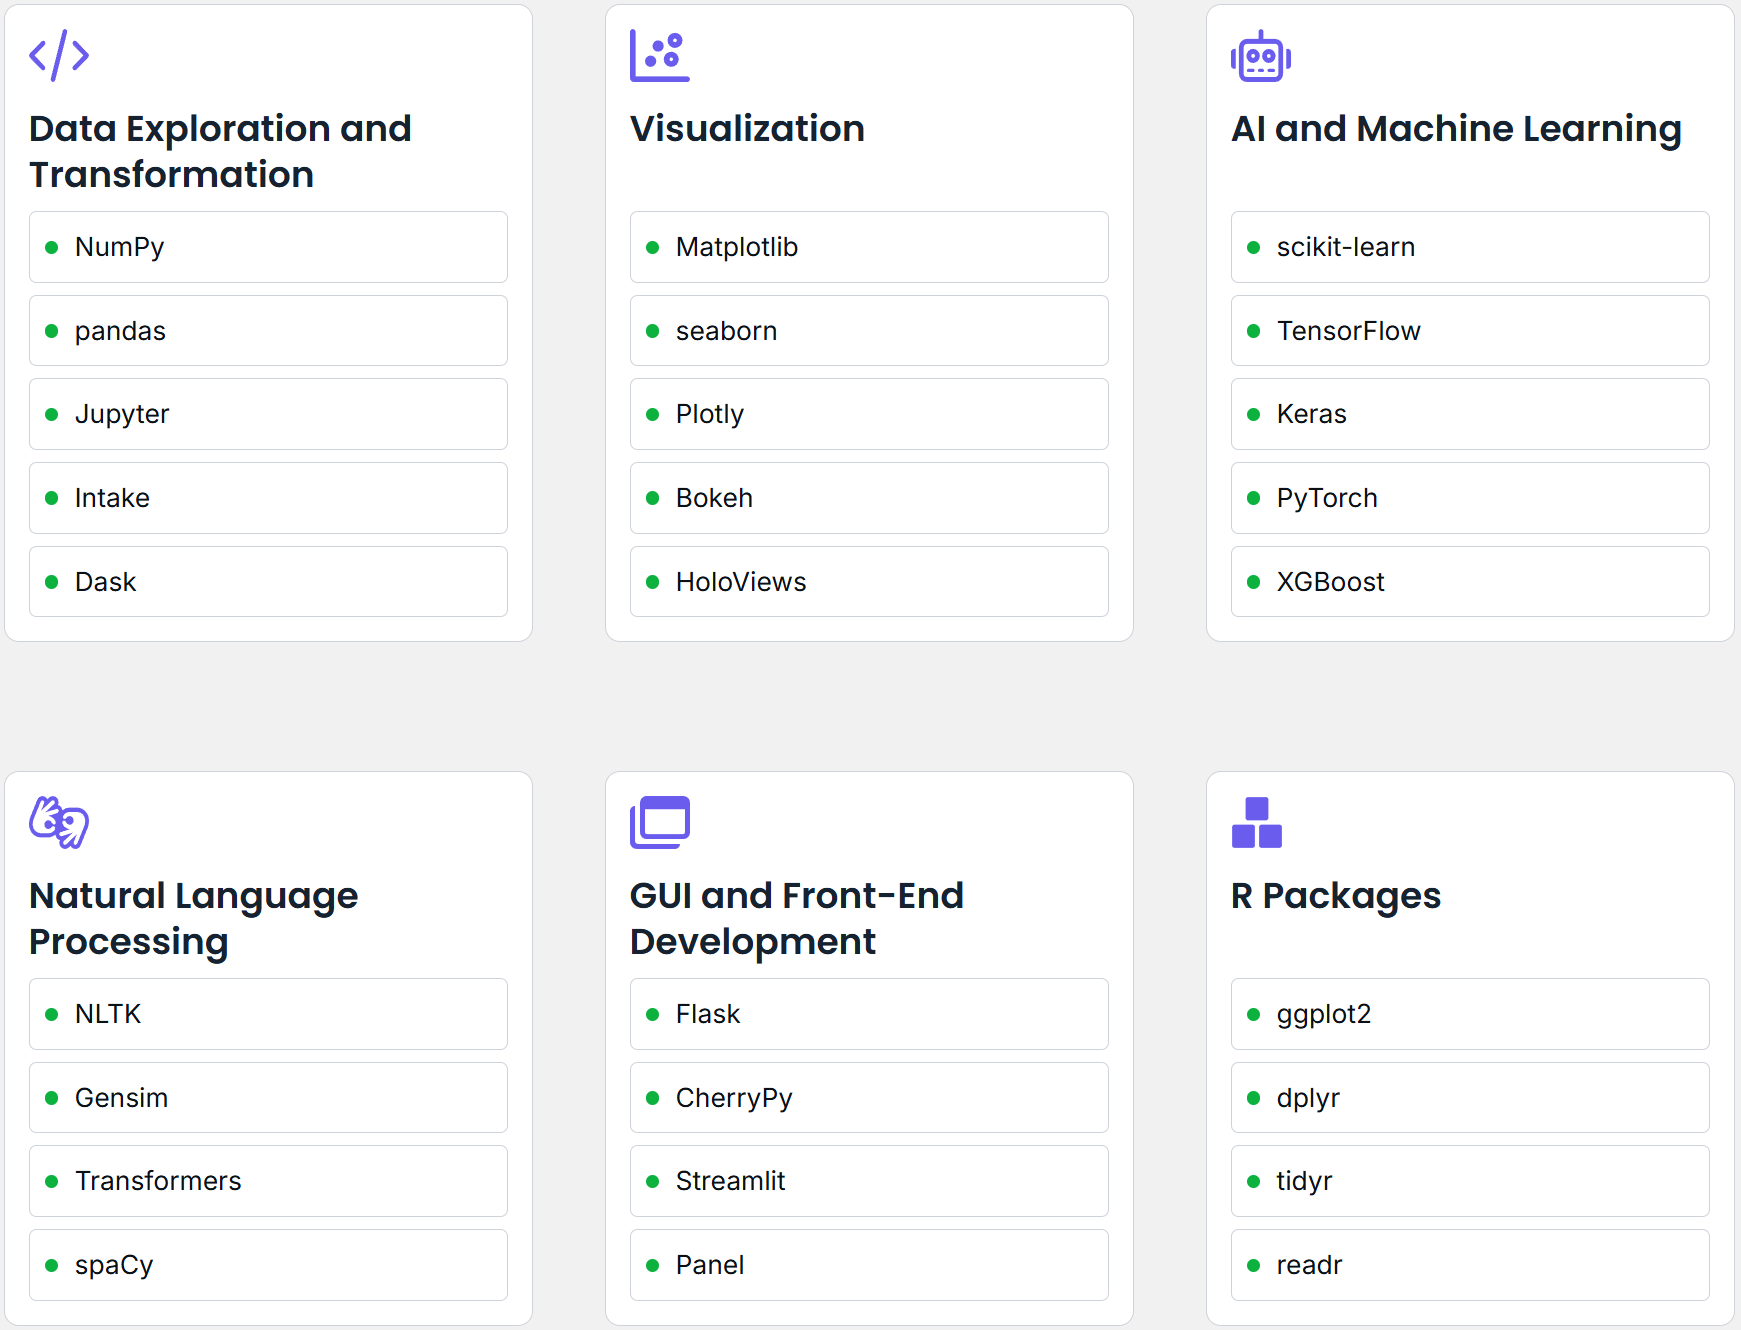 Data Exploration and
Transformation
NumPy
pandas
Jupyter
Intake
Dask
Visualization
Matplotlib
seaborn
Plotly
Bokeh
HoloViews
AI and Machine Learning
scikit-learn
TensorFlow
Keras
PyTorch
XGBoost
Natural Language
Processing
NLTK
Gensim
Transformers
spaCy
GUI and Front-End
Development
Flask
CherryPy
Streamlit
Panel
R Packages
ggplot2
dplyr
tidyr
readr